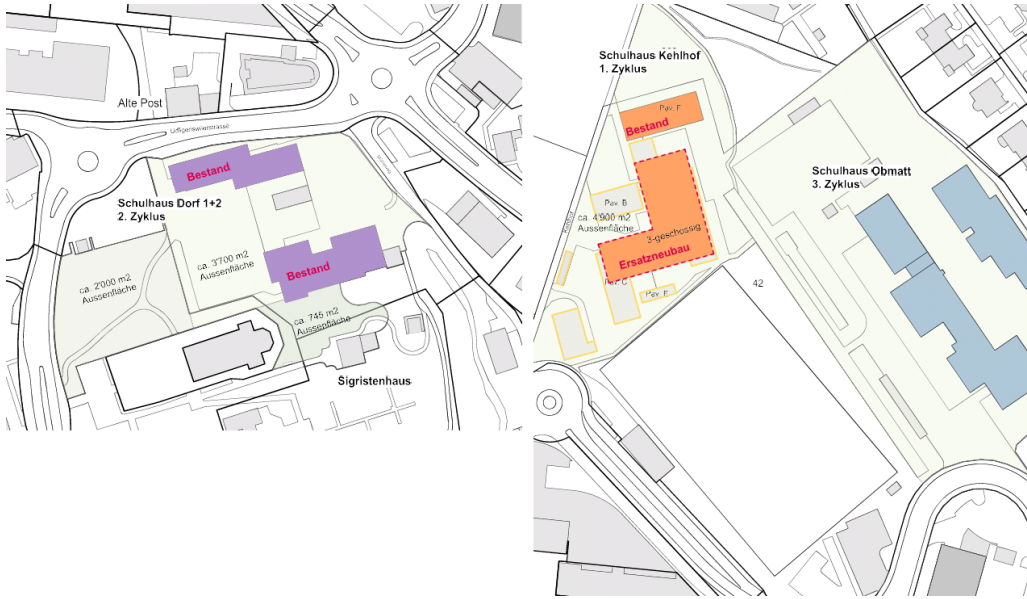 Alte Post
Udligenswilerstrasse
Bestand
Schulhaus Dorf 1+2
2. Zyklus
ca. 3'700 m2
Aussenfläche
ca. 2'000 m2
Aussenfläche
Bestand
ca. 745 m2
Aussenfläche
Sigristenhaus
Schulhaus Kehlhof
1. Zyklus
Pav. F
Bestand
Pav. B
ca. 4'900 m2
Aussenfläche
3-geschossig
Ersatzneubau
Pav. C
Pav. E
42
Schulhaus Obmatt
3. Zyklus